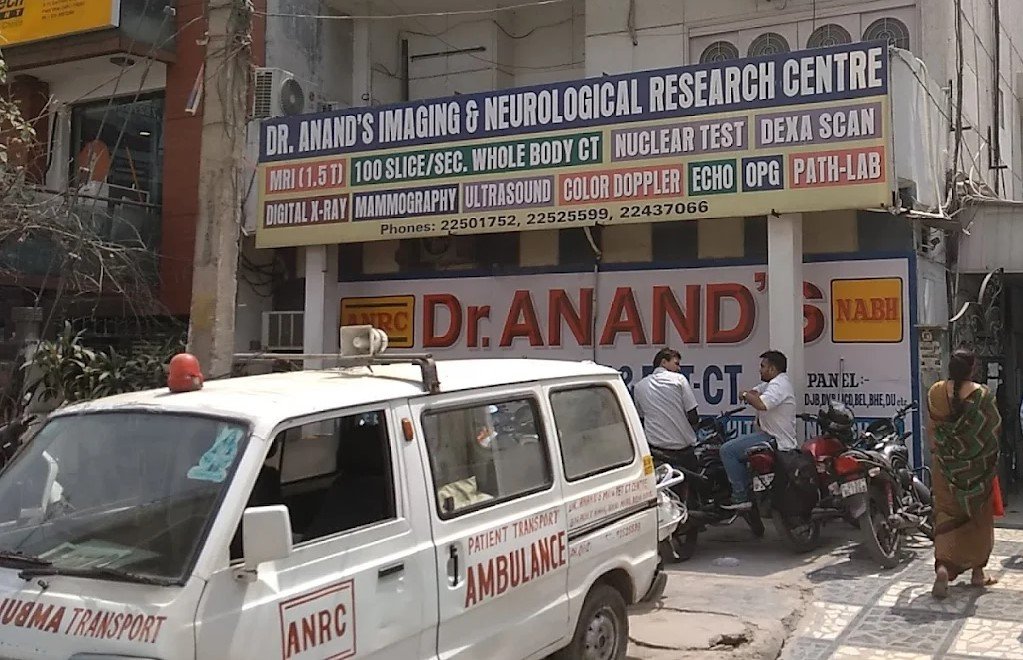 DR. ANAND'S IMAGING & NEUROLOGICAL RESEARCH CENTRE
MRI (1.5 T) 100 SLICE/SEC. WHOLE BODY CT NUCLEAR TEST DEXA SCAN
DIGITAL X-RAY MAMMOGRAPHY ULTRASOUND COLOR DOPPLER ECHO OPG PATH-LAB
Phones: 22501752, 22525599, 22437066
ANRC Dr. ANAND'S NABH
CT
PANEL:-
PATIENT TRANSPORT
AMBULANCE
TRANSPORT
ANRC